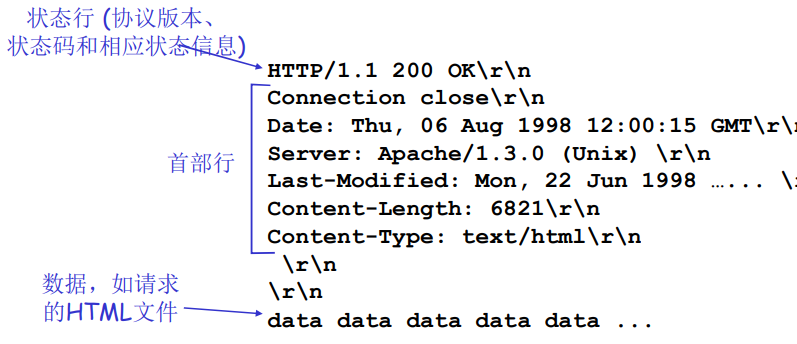 状态行 (协议版本、
状态码和相应状态信息)
HTTP/1.1 200 OK\r\n
Connection close\r\n
Date: Thu, 06 Aug 1998 12:00:15 GMT\r\n
Server: Apache/1.3.0 (Unix) \r\n
首部行
Last-Modified: Mon, 22 Jun 1998 …... \r
Content-Length: 6821\r\n
Content-Type: text/html\r\n
\r\n
数据，如请求
的HTML文件
\r\n
data data data data data ...